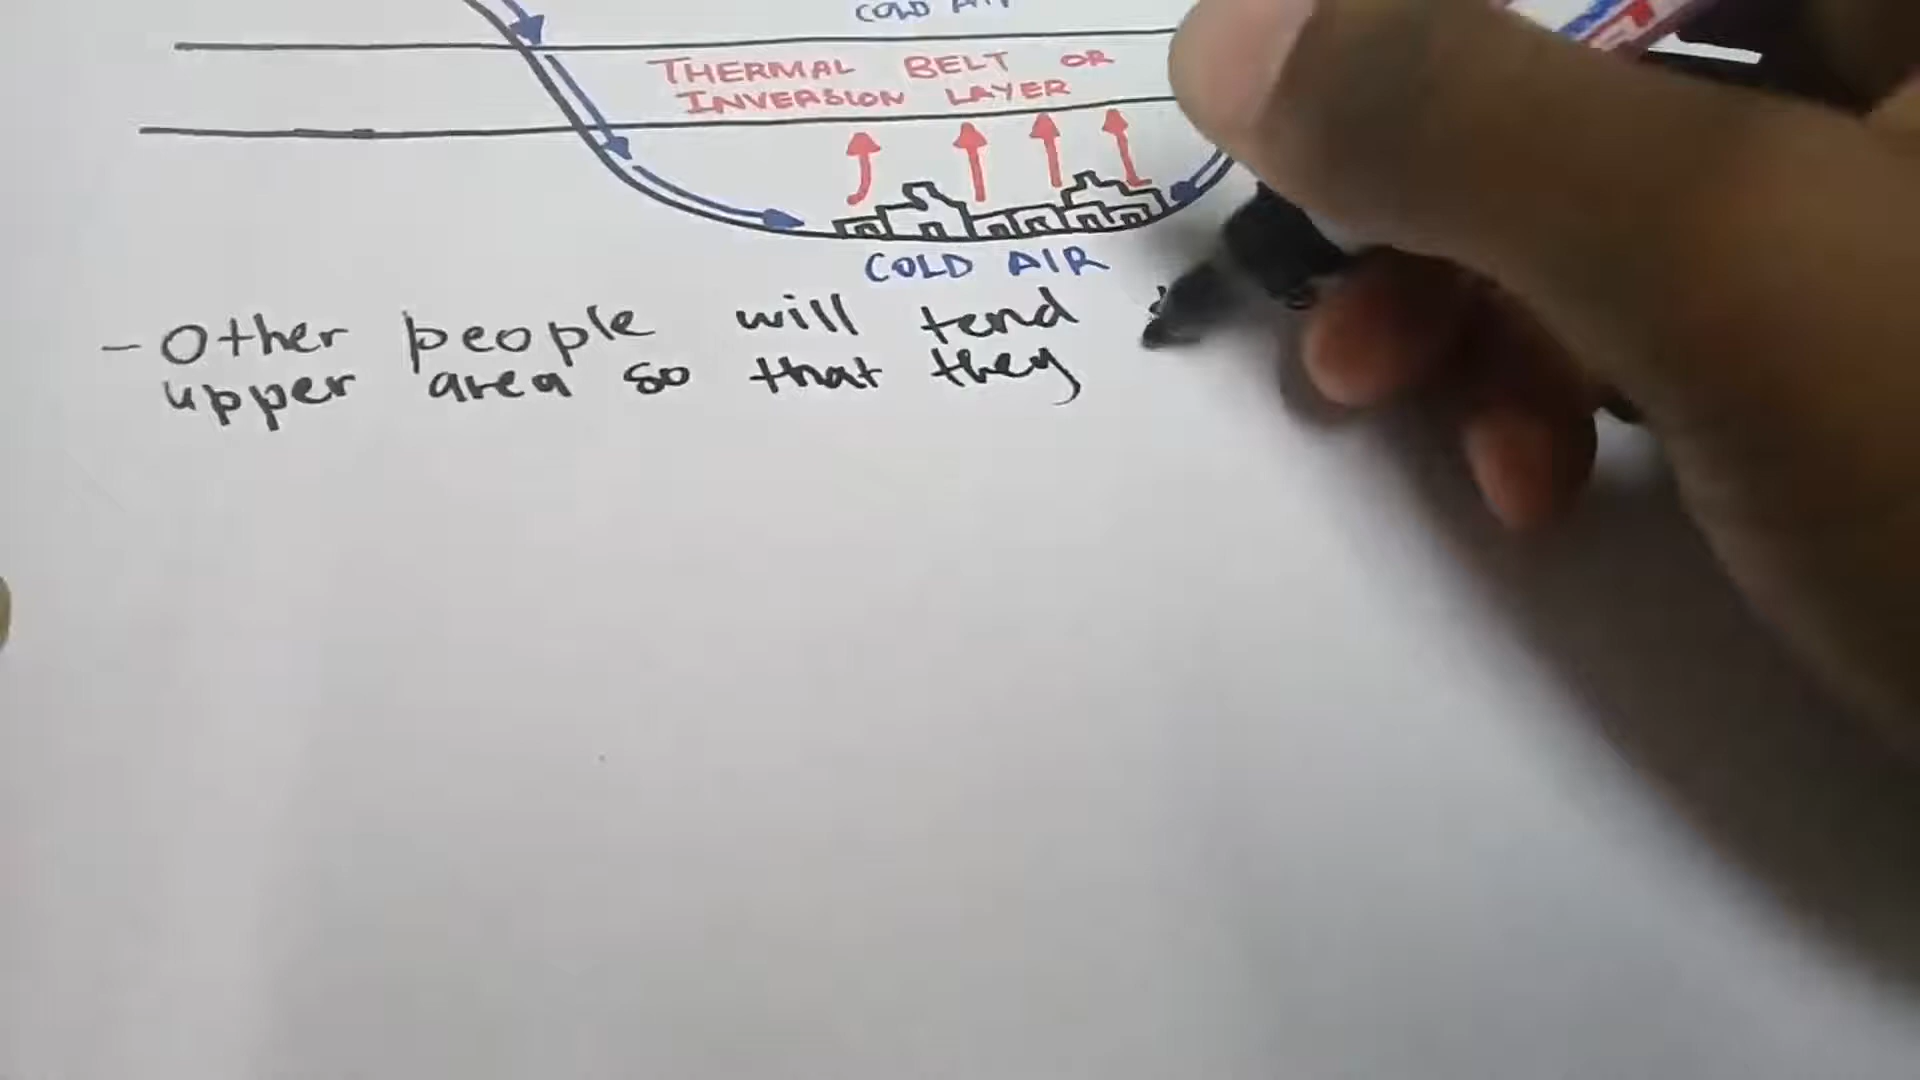 COLD AIR
THERMAL BELT OR
INVERSION LAYER
COLD AIR
- Other people will tend
upper area so that they